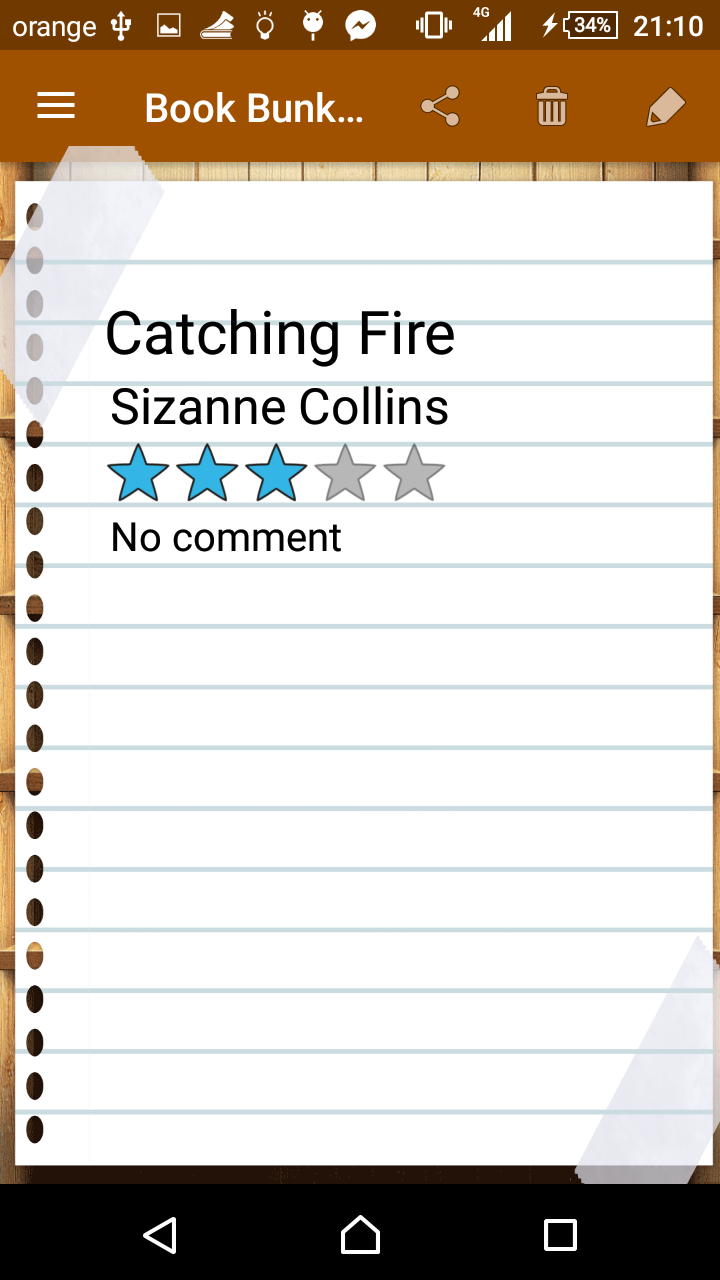 orange 4G 34% 21:10
Book Bunk...
Catching Fire
Sizanne Collins
No comment